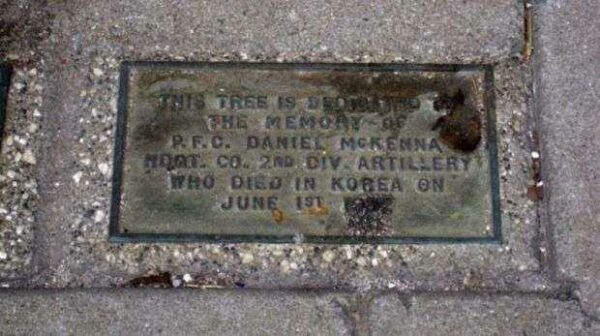 THIS TREE IS DEDICATED TO
THE MEMORY OF
P.F.C. DANIEL MCKENNA
HDQT. CO. 2ND DIV. ARTILLERY
WHO DIED IN KOREA ON
JUNE 1ST